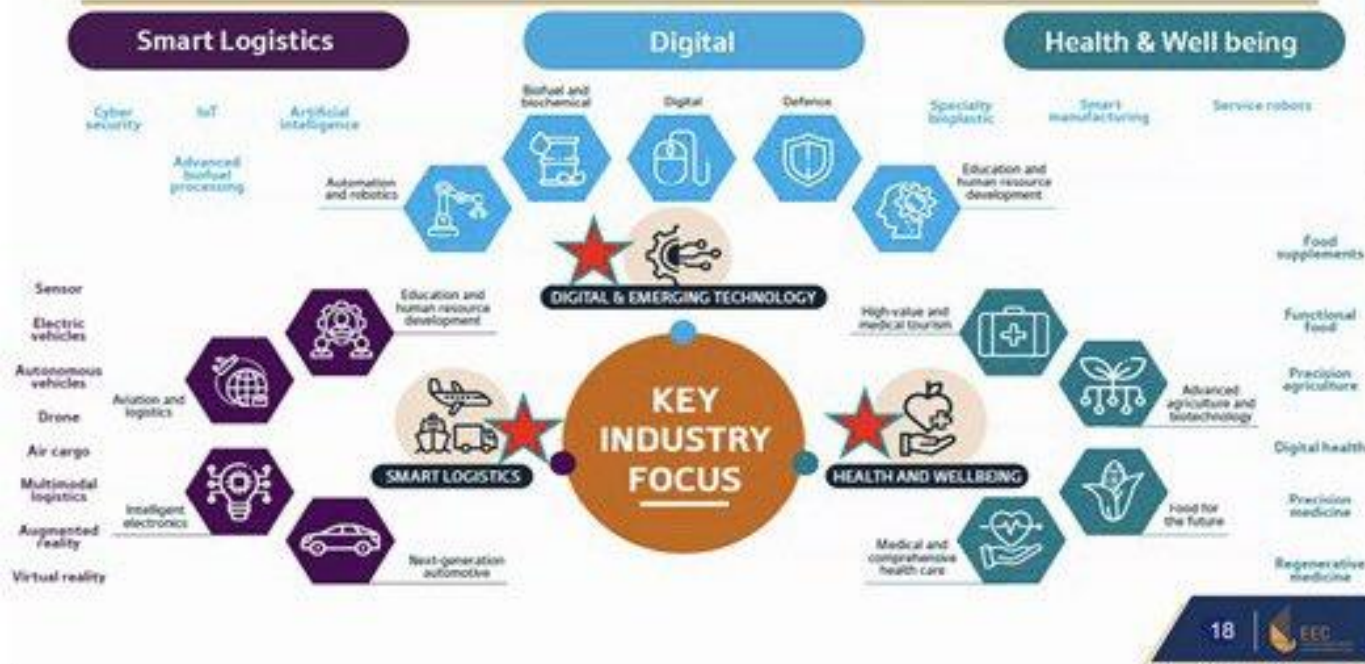 Smart Logistics
Digital
Health & Well being
Cyber
security
IoT
Artificial
intelligence
Advanced
biofuel
processing
Biofuel and
biochemical
Digital
Defence
Specialty
bioplastic
Smart
manufacturing
Service robots
Automation
and robotics
Education and
human resource
development
DIGITAL & EMERGING TECHNOLOGY
Sensor
Electric
vehicles
Autonomous
vehicles
Drone
Air cargo
Multimodal
logistics
Augmented
reality
Virtual reality
Education and
human resource
development
Aviation and
logistics
Intelligent
electronics
Next-generation
automotive
SMART LOGISTICS
KEY
INDUSTRY
FOCUS
HEALTH AND WELLBEING
High-value and
medical tourism
Advanced
agriculture and
biotechnology
Food for
the future
Medical and
comprehensive
health care
Food
supplements
Functional
food
Precision
agriculture
Digital health
Precision
medicine
Regenerative
medicine
18
EEC